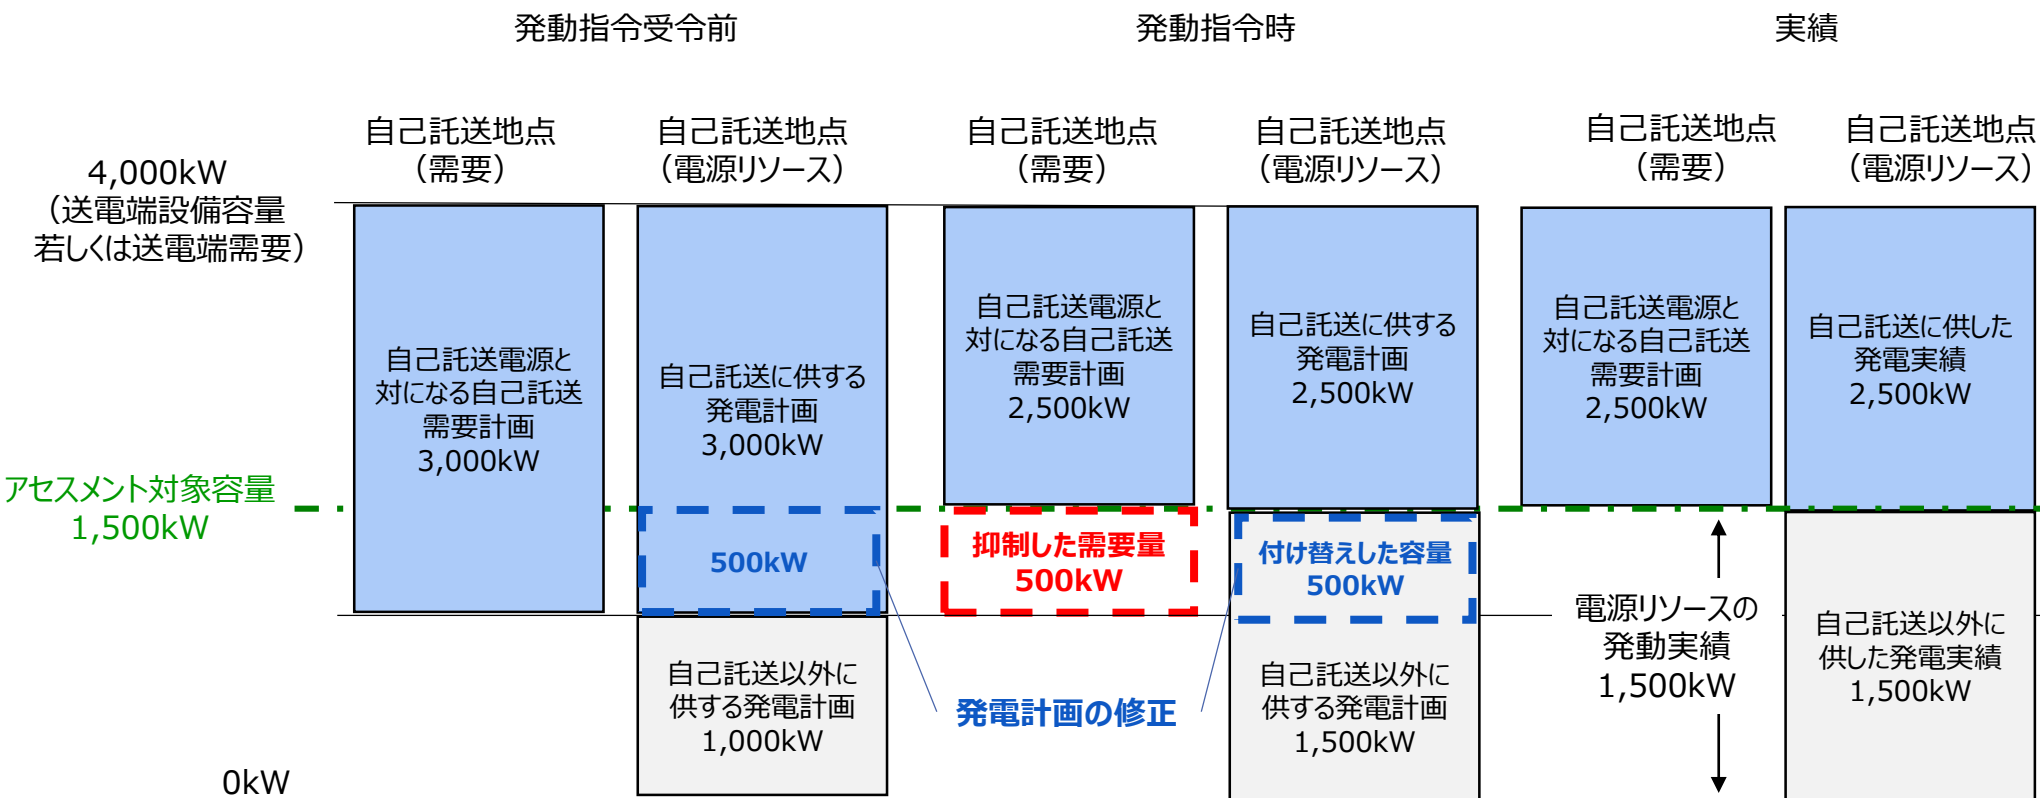 発動指令受令前
発動指令時
実績
4,000kW
（送電端設備容量
若しくは送電端需要）
アセスメント対象容量
1,500kW
0kW
自己託送地点
（需要）
自己託送電源と
対になる自己託送
需要計画
3,000kW
自己託送地点
（電源リソース）
自己託送に供する
発電計画
3,000kW
500kW
自己託送以外に
供する発電計画
1,000kW
自己託送地点
（需要）
自己託送電源と
対になる自己託送
需要計画
2,500kW
抑制した需要量
500kW
発電計画の修正
自己託送地点
（電源リソース）
自己託送に供する
発電計画
2,500kW
付け替えした容量
500kW
自己託送以外に
供する発電計画
1,500kW
自己託送地点
（需要）
自己託送電源と
対になる自己託送
需要計画
2,500kW
電源リソースの
発動実績
1,500kW
自己託送地点
（電源リソース）
自己託送に供した
発電実績
2,500kW
自己託送以外に
供した発電実績
1,500kW